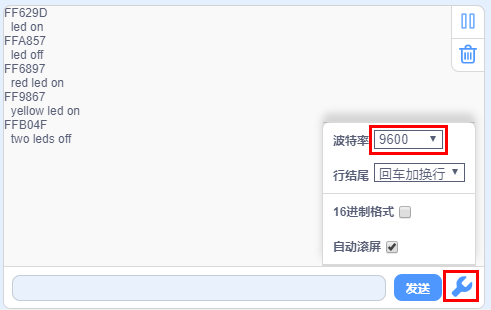 FF629D
led on
FFA857
led off
FF6897
red led on
FF9867
yellow led on
FFB04F
two leds off
波特率 9600
行结尾 回车加换行
16进制格式
自动滚屏
发送